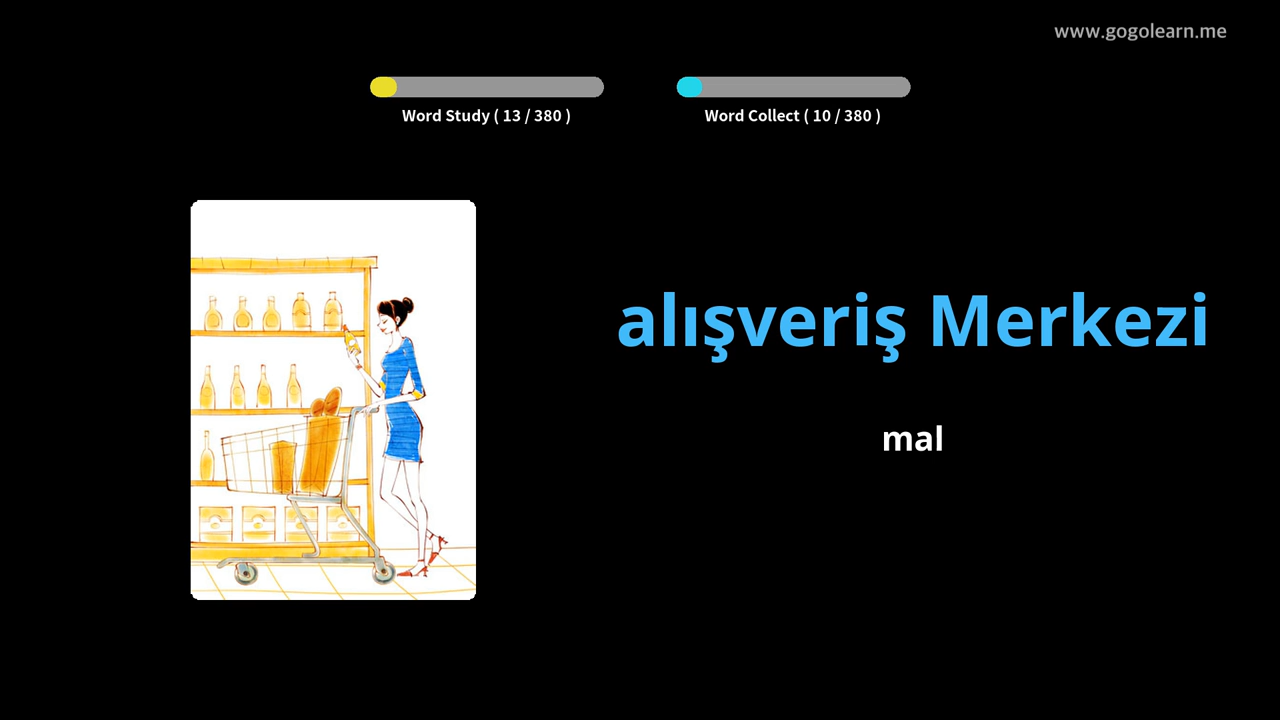 www.gogolearn.me
Word Study ( 13 / 380 )
Word Collect ( 10 / 380 )
alışveriş Merkezi
mal